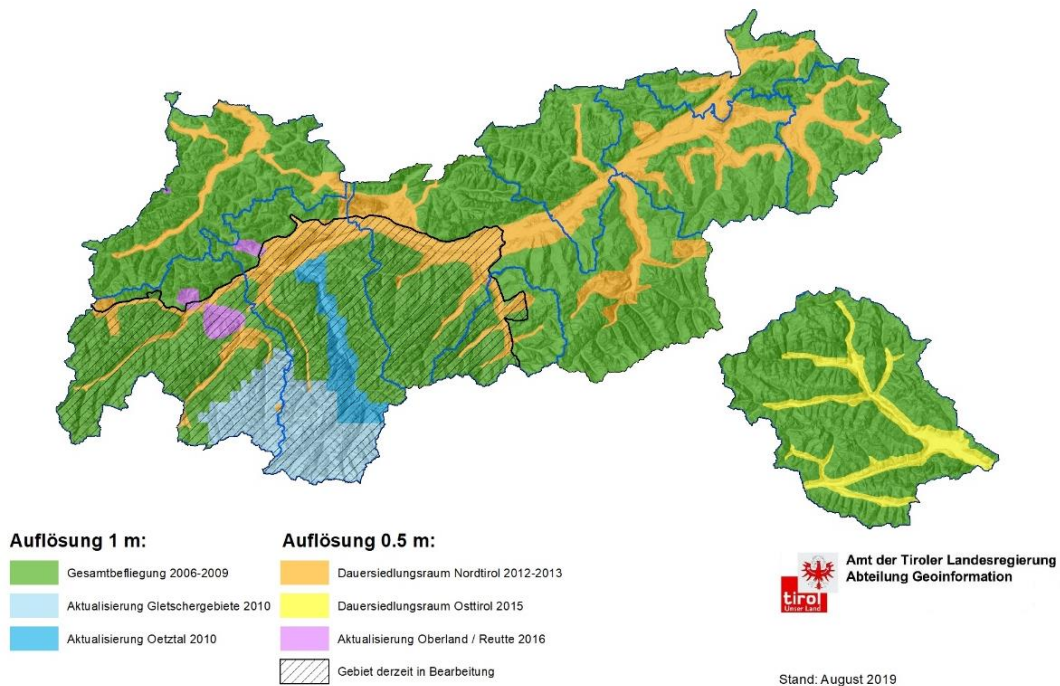 Auflösung 1 m:
Gesamtbefliegung 2006-2009
Aktualisierung Gletschergebiete 2010
Aktualisierung Oetztal 2010
Auflösung 0.5 m:
Dauersiedlungsraum Nordtirol 2012-2013
Dauersiedlungsraum Osttirol 2015
Aktualisierung Oberland / Reutte 2016
Gebiet derzeit in Bearbeitung
tirol
Unser Land
Amt der Tiroler Landesregierung
Abteilung Geoinformation
Stand: August 2019